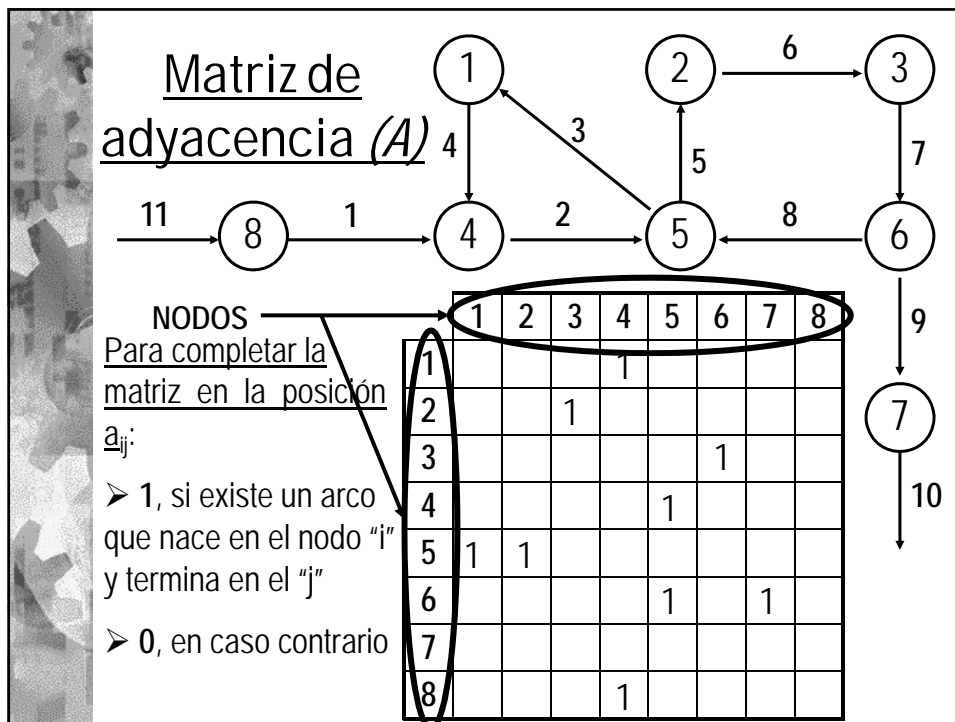 Matriz de
adyacencia (A)
1
2
6
3
4
3
5
7
11
8
1
4
2
5
8
6
9
7
10
NODOS
Para completar la
matriz en la posición
aij:
➢ 1, si existe un arco
que nace en el nodo “i”
y termina en el “j”
➢ 0, en caso contrario
1 2 3 4 5 6 7 8
1 1
2 1
3 1
4 1
5 1 1
6 1 1
7
8 1